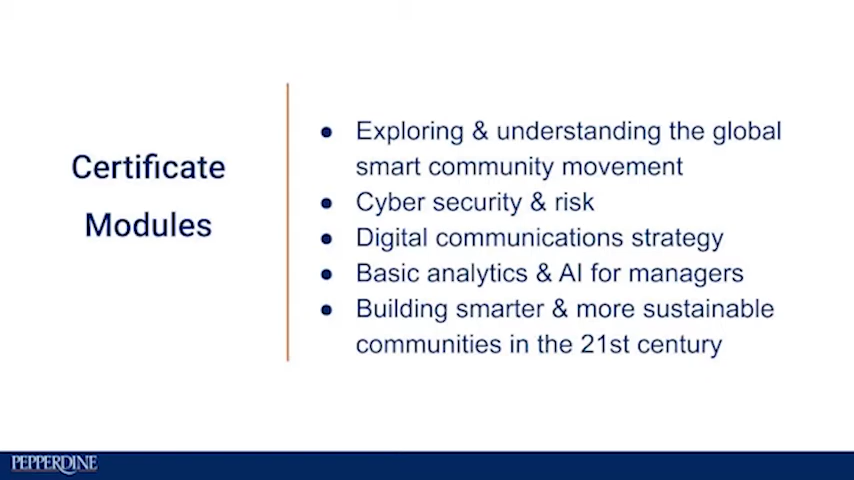 Certificate
Modules
● Exploring & understanding the global
smart community movement
● Cyber security & risk
● Digital communications strategy
● Basic analytics & AI for managers
● Building smarter & more sustainable
communities in the 21st century
PEPPERDINE